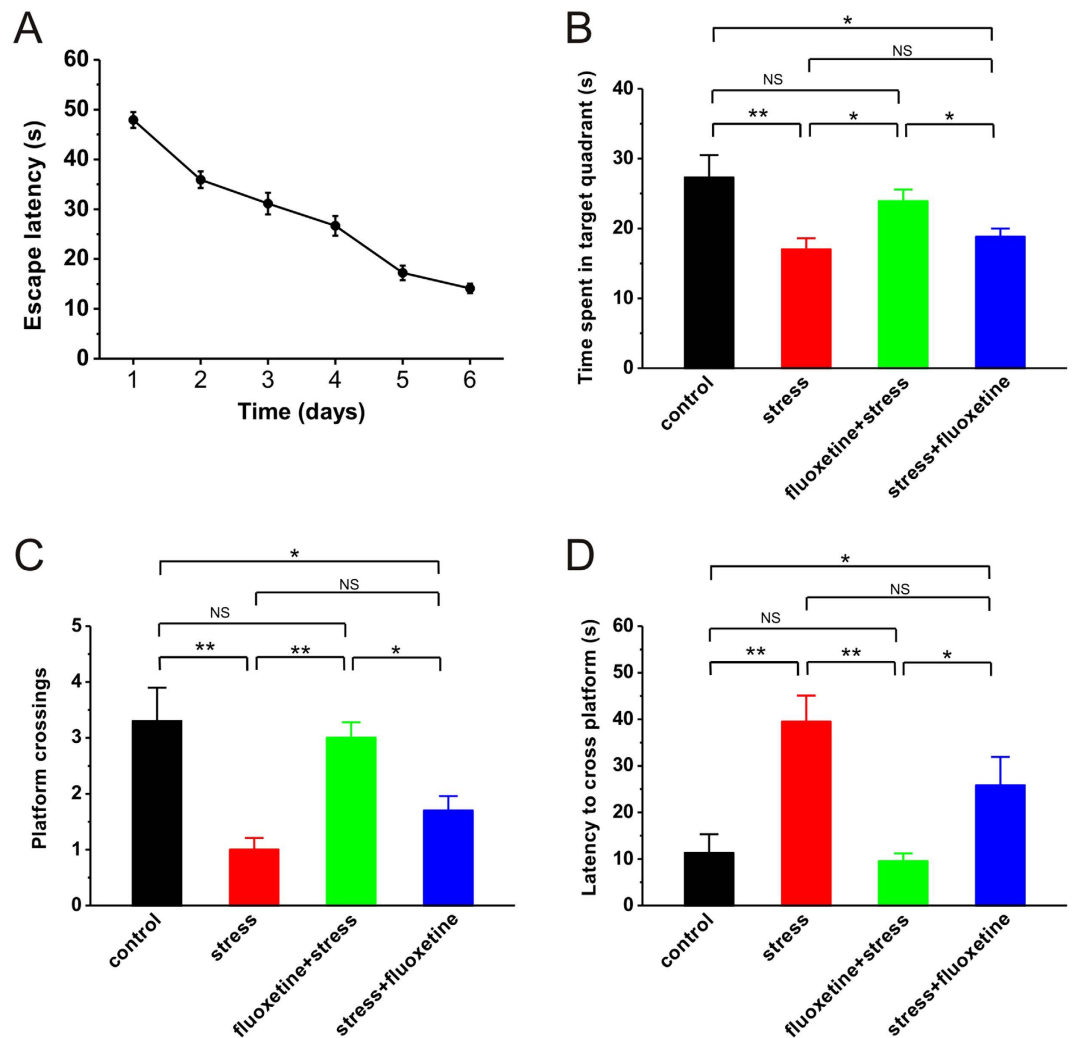 A
Escape latency (s)
60
50
40
30
20
10
0
1 2 3 4 5 6
Time (days)
B
*
NS
NS
** * *
Time spent in target quadrant (s)
40
30
20
10
0
control
stress
fluoxetine+stress
stress+fluoxetine
C
*
NS
NS
** ** *
Platform crossings
5
4
3
2
1
0
control
stress
fluoxetine+stress
stress+fluoxetine
D
*
NS
NS
** ** *
Latency to cross platform (s)
60
50
40
30
20
10
0
control
stress
fluoxetine+stress
stress+fluoxetine